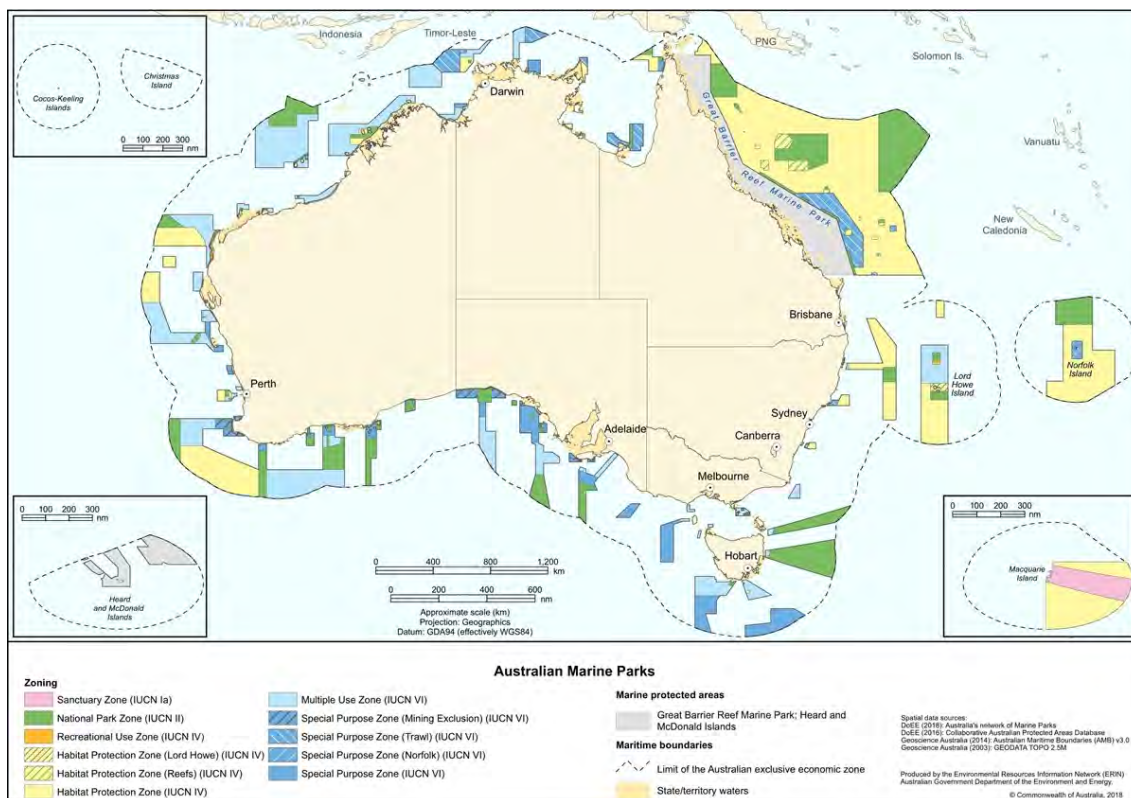 Indonesia
Timor-Leste
PNG
Solomon Is.
Vanuatu
New
Caledonia
Cocos-Keeling
Islands
Christmas
Island
0 100 200 300
nm
0 100 200 300
nm
Darwin
Great Barrier Reef Marine Park
Brisbane
Perth
Adelaide
Sydney
Canberra
Melbourne
Hobart
Lord
Howe
Island
Norfolk
Island
0 100 200 300
nm
Heard
and McDonald
Islands
0 400 800 1,200
km
0 200 400 600
nm
Approximate scale (km)
Projection: Geographics
Datum: GDA94 (effectively WGS84)
0 100 200 300
nm
Macquarie
Island
Australian Marine Parks
Zoning
Sanctuary Zone (IUCN Ia)
National Park Zone (IUCN II)
Recreational Use Zone (IUCN IV)
Habitat Protection Zone (Lord Howe) (IUCN IV)
Habitat Protection Zone (Reefs) (IUCN IV)
Habitat Protection Zone (IUCN IV)
Multiple Use Zone (IUCN VI)
Special Purpose Zone (Mining Exclusion) (IUCN VI)
Special Purpose Zone (Trawl) (IUCN VI)
Special Purpose Zone (Norfolk) (IUCN VI)
Special Purpose Zone (IUCN VI)
Marine protected areas
Great Barrier Reef Marine Park; Heard and
McDonald Islands
Maritime boundaries
Limit of the Australian exclusive economic zone
State/territory waters
Spatial data sources:
DoEE (2018): Australia's network of Marine Parks
DoEE (2016): Collaborative Australian Protected Areas Database
Geoscience Australia (2014): Australian Maritime Boundaries (AMB) v3.0
Geoscience Australia (2003): GEODATA TOPO 2.5M
Produced by the Environmental Resources Information Network (ERIN)
Australian Government Department of the Environment and Energy.
© Commonwealth of Australia, 2018